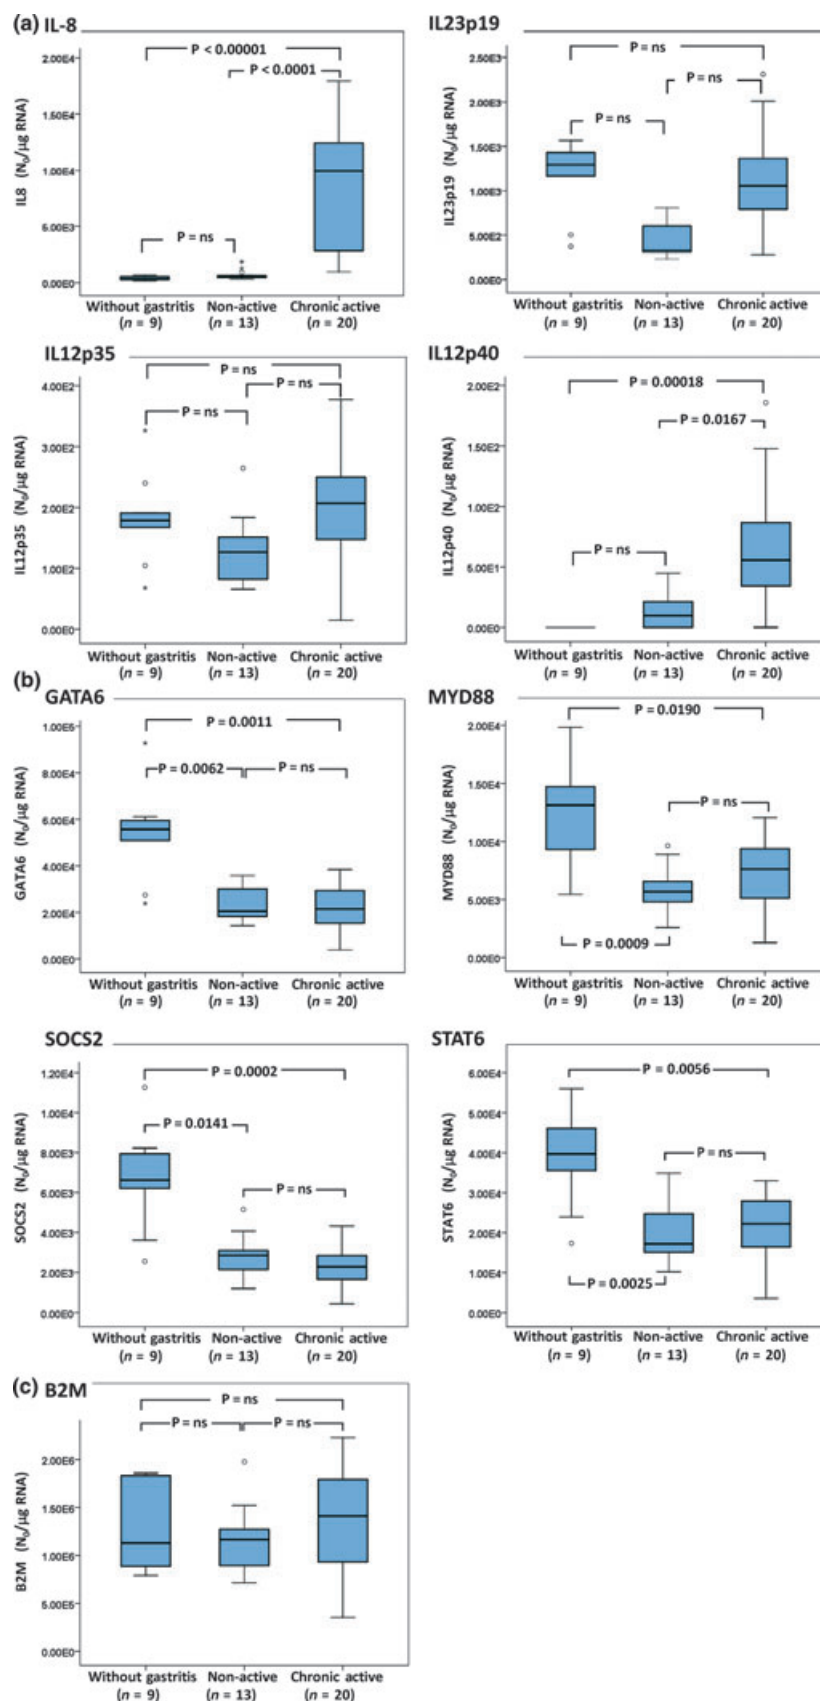 (a) IL-8
P < 0.00001
P < 0.0001
P = ns
2.00E4
1.50E4
1.00E4
5.00E3
0.00E0
IL8 (N0/µg RNA)
Without gastritis Non-active Chronic active
(n = 9) (n = 13) (n = 20)
IL23p19
P = ns
P = ns
P = ns
2.50E3
2.00E3
1.50E3
1.00E3
5.00E2
0.00E0
IL23p19 (N0/µg RNA)
Without gastritis Non-active Chronic active
(n = 9) (n = 13) (n = 20)
IL12p35
P = ns
P = ns
P = ns
4.00E2
3.00E2
2.00E2
1.00E2
0.00E0
IL12p35 (N0/µg RNA)
Without gastritis Non-active Chronic active
(n = 9) (n = 13) (n = 20)
IL12p40
P = 0.00018
P = 0.0167
P = ns
2.00E2
1.50E2
1.00E2
5.00E1
0.00E0
IL12p40 (N0/µg RNA)
Without gastritis Non-active Chronic active
(n = 9) (n = 13) (n = 20)
(b) GATA6
P = 0.0011
P = 0.0062
P = ns
1.00E5
8.00E4
6.00E4
4.00E4
2.00E4
0.00E0
GATA6 (N0/µg RNA)
Without gastritis Non-active Chronic active
(n = 9) (n = 13) (n = 20)
MYD88
P = 0.0190
P = ns
P = 0.0009
2.00E4
1.50E4
1.00E4
5.00E3
0.00E0
MYD88 (N0/µg RNA)
Without gastritis Non-active Chronic active
(n = 9) (n = 13) (n = 20)
SOCS2
P = 0.0002
P = 0.0141
P = ns
1.20E4
1.00E4
8.00E3
6.00E3
4.00E3
2.00E3
0.00E0
SOCS2 (N0/µg RNA)
Without gastritis Non-active Chronic active
(n = 9) (n = 13) (n = 20)
STAT6
P = 0.0056
P = ns
P = 0.0025
6.00E4
5.00E4
4.00E4
3.00E4
2.00E4
1.00E4
0.00E0
STAT6 (N0/µg RNA)
Without gastritis Non-active Chronic active
(n = 9) (n = 13) (n = 20)
(c) B2M
P = ns
P = ns
P = ns
2.00E6
1.50E6
1.00E6
5.00E5
0.00E0
B2M (N0/µg RNA)
Without gastritis Non-active Chronic active
(n = 9) (n = 13) (n = 20)